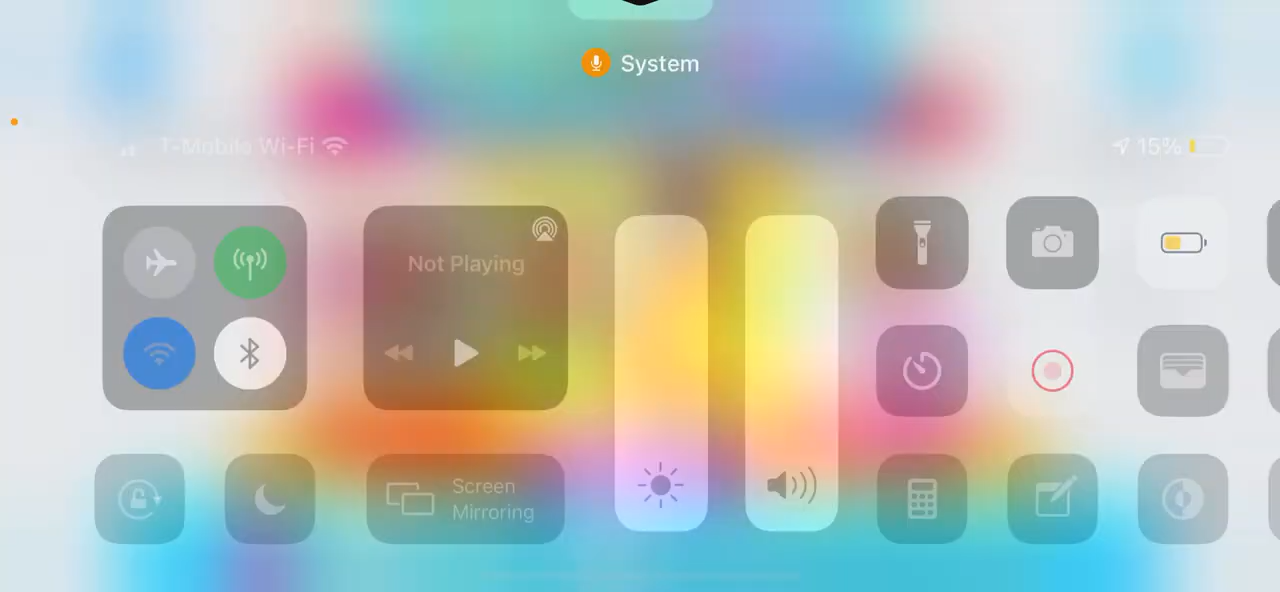 System
T-Mobile Wi-Fi
15%
Not Playing
Screen
Mirroring